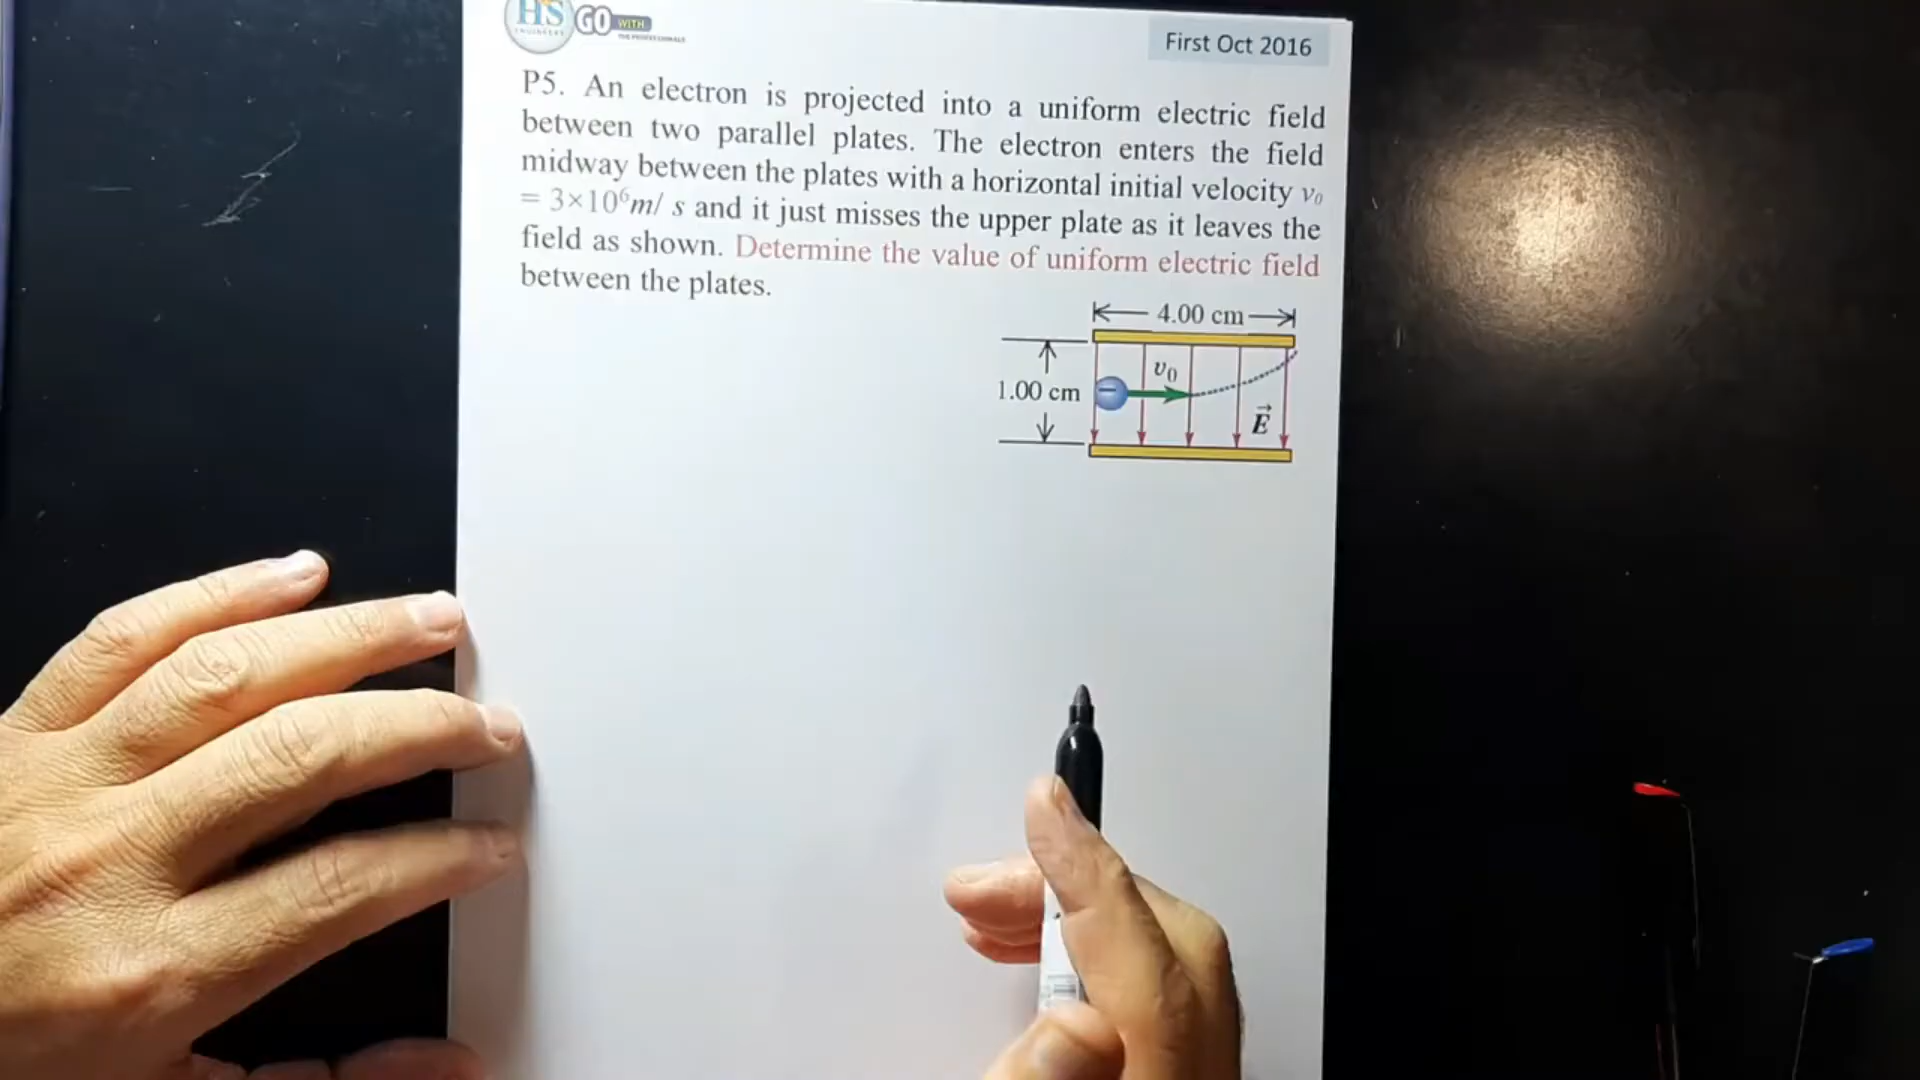 HS GO WITH
ENGINEERS THE PROFESSIONALS
First Oct 2016
P5. An electron is projected into a uniform electric field
between two parallel plates. The electron enters the field
midway between the plates with a horizontal initial velocity v₀
= 3×10⁶m/ s and it just misses the upper plate as it leaves the
field as shown. Determine the value of uniform electric field
between the plates.
4.00 cm
v₀
1.00 cm
−
E⃗